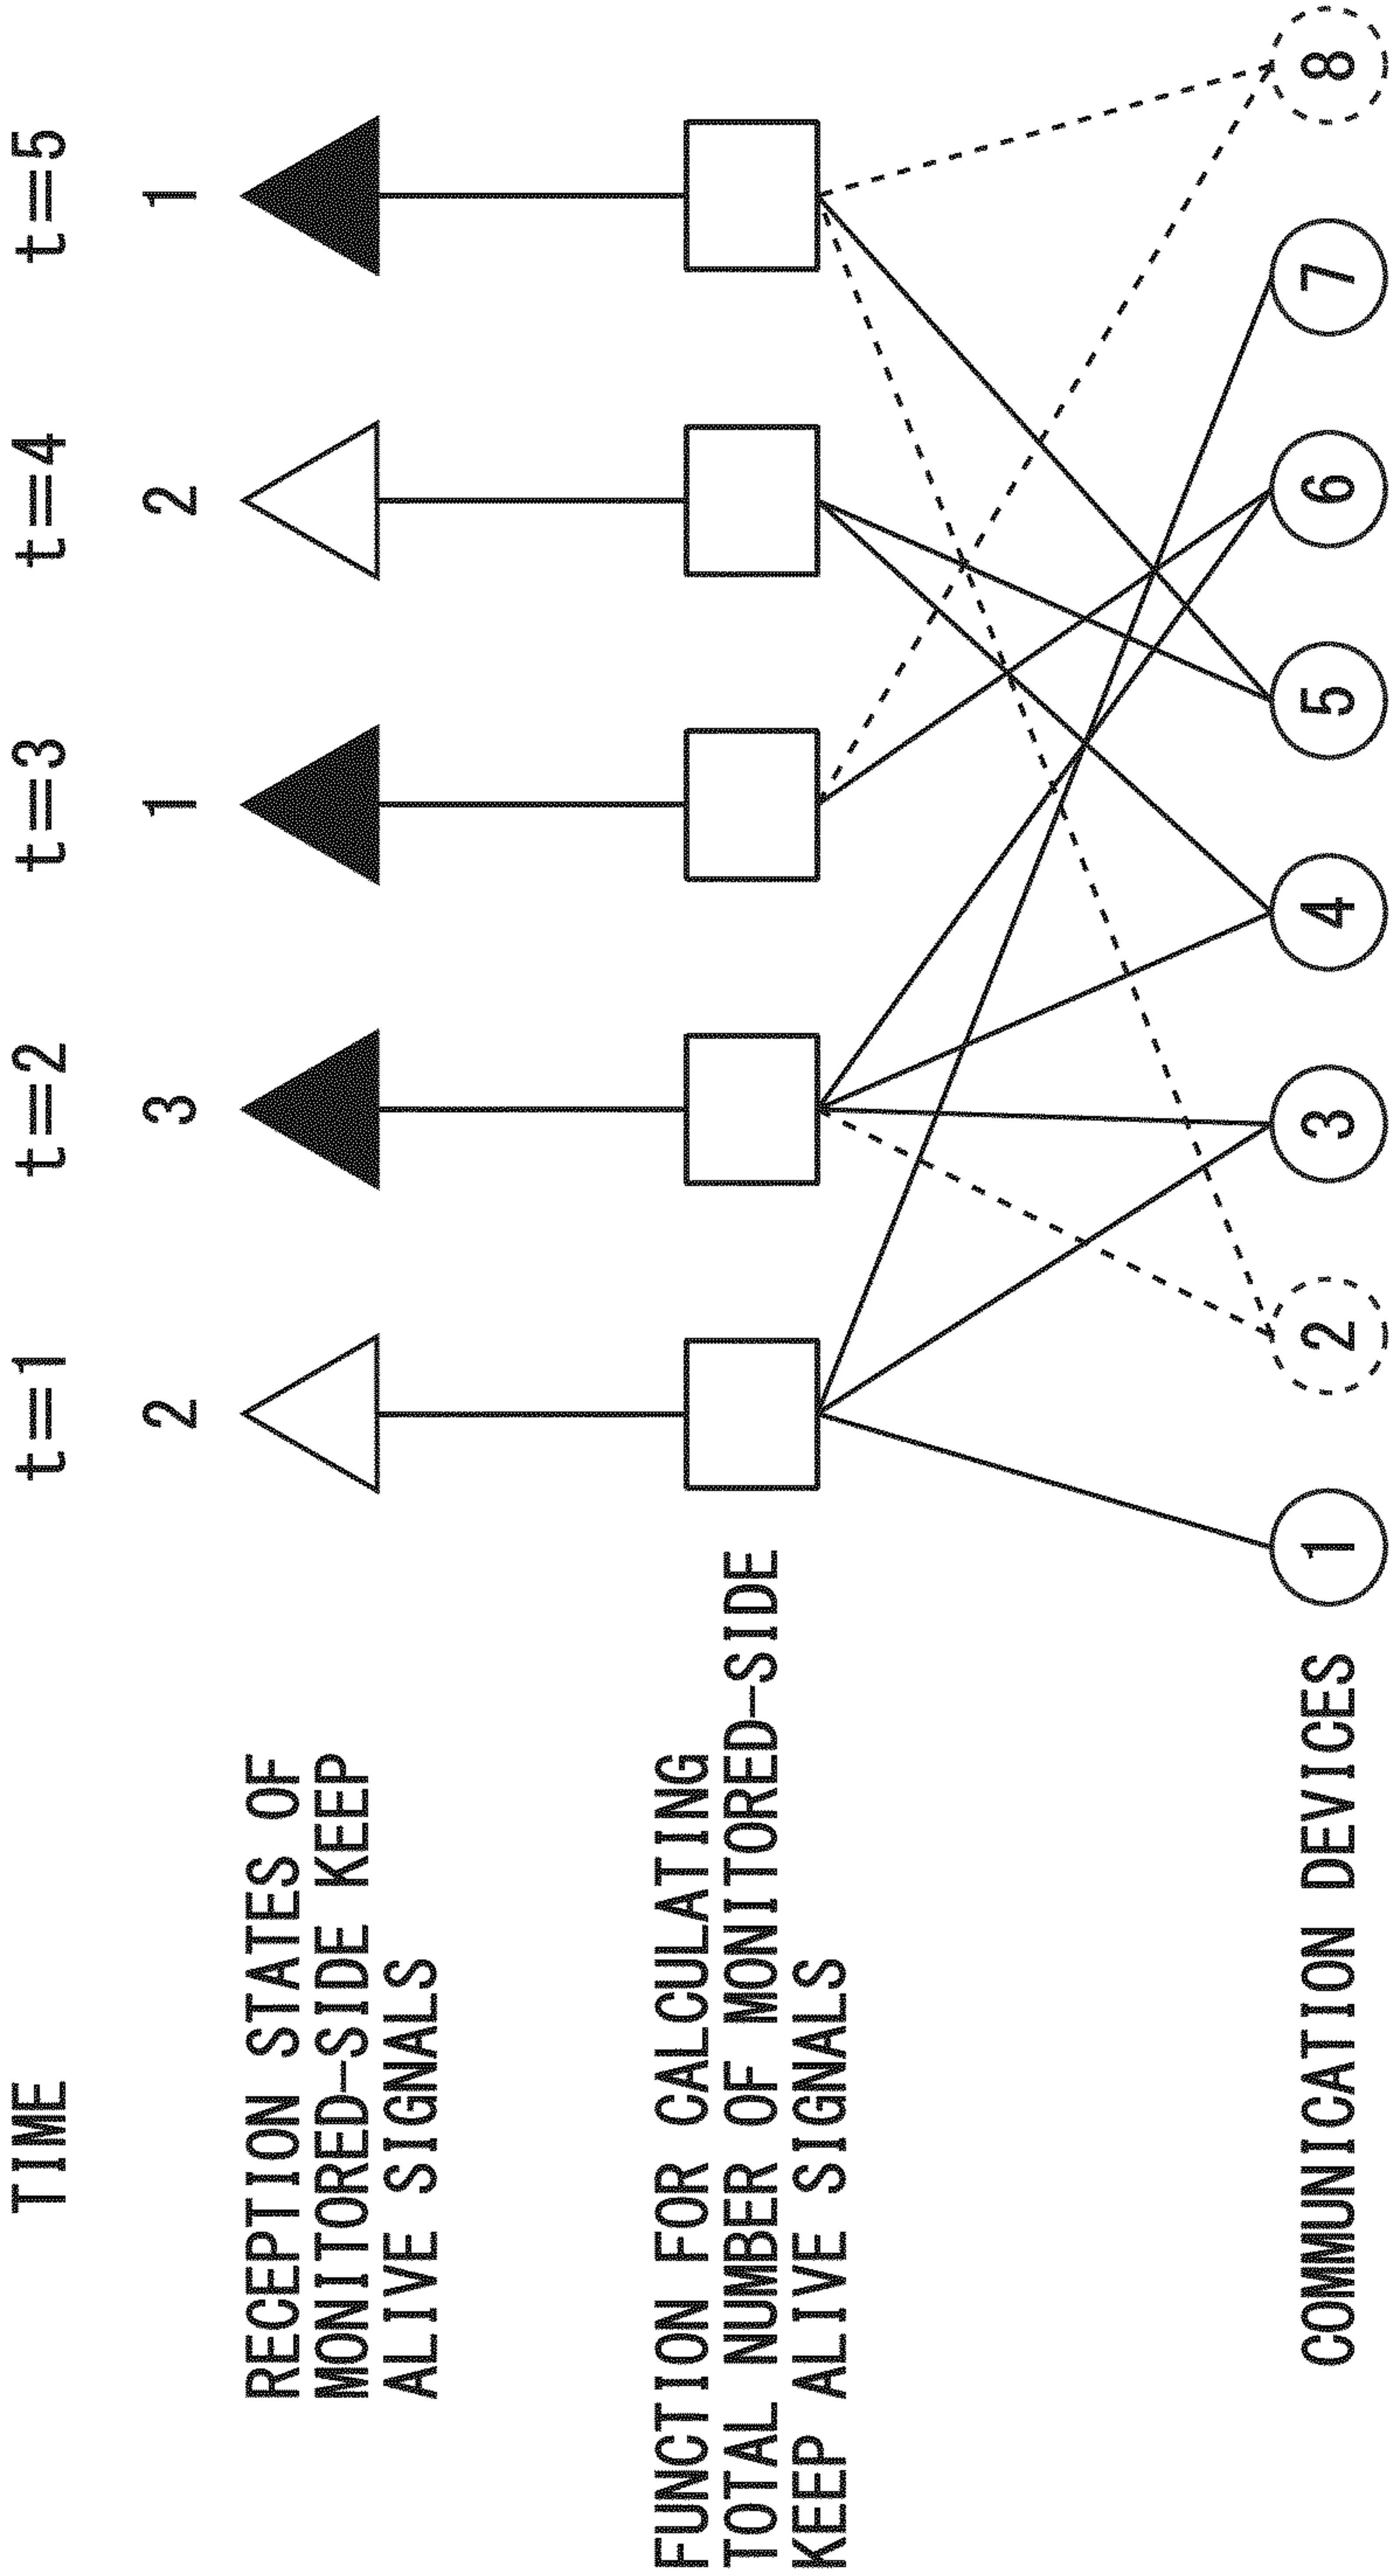 TIME t=1 t=2 t=3 t=4 t=5
2 3 1 2 1
RECEPTION STATES OF
MONITORED-SIDE KEEP
ALIVE SIGNALS
FUNCTION FOR CALCULATING
TOTAL NUMBER OF MONITORED-SIDE
KEEP ALIVE SIGNALS
COMMUNICATION DEVICES 1 2 3 4 5 6 7 8